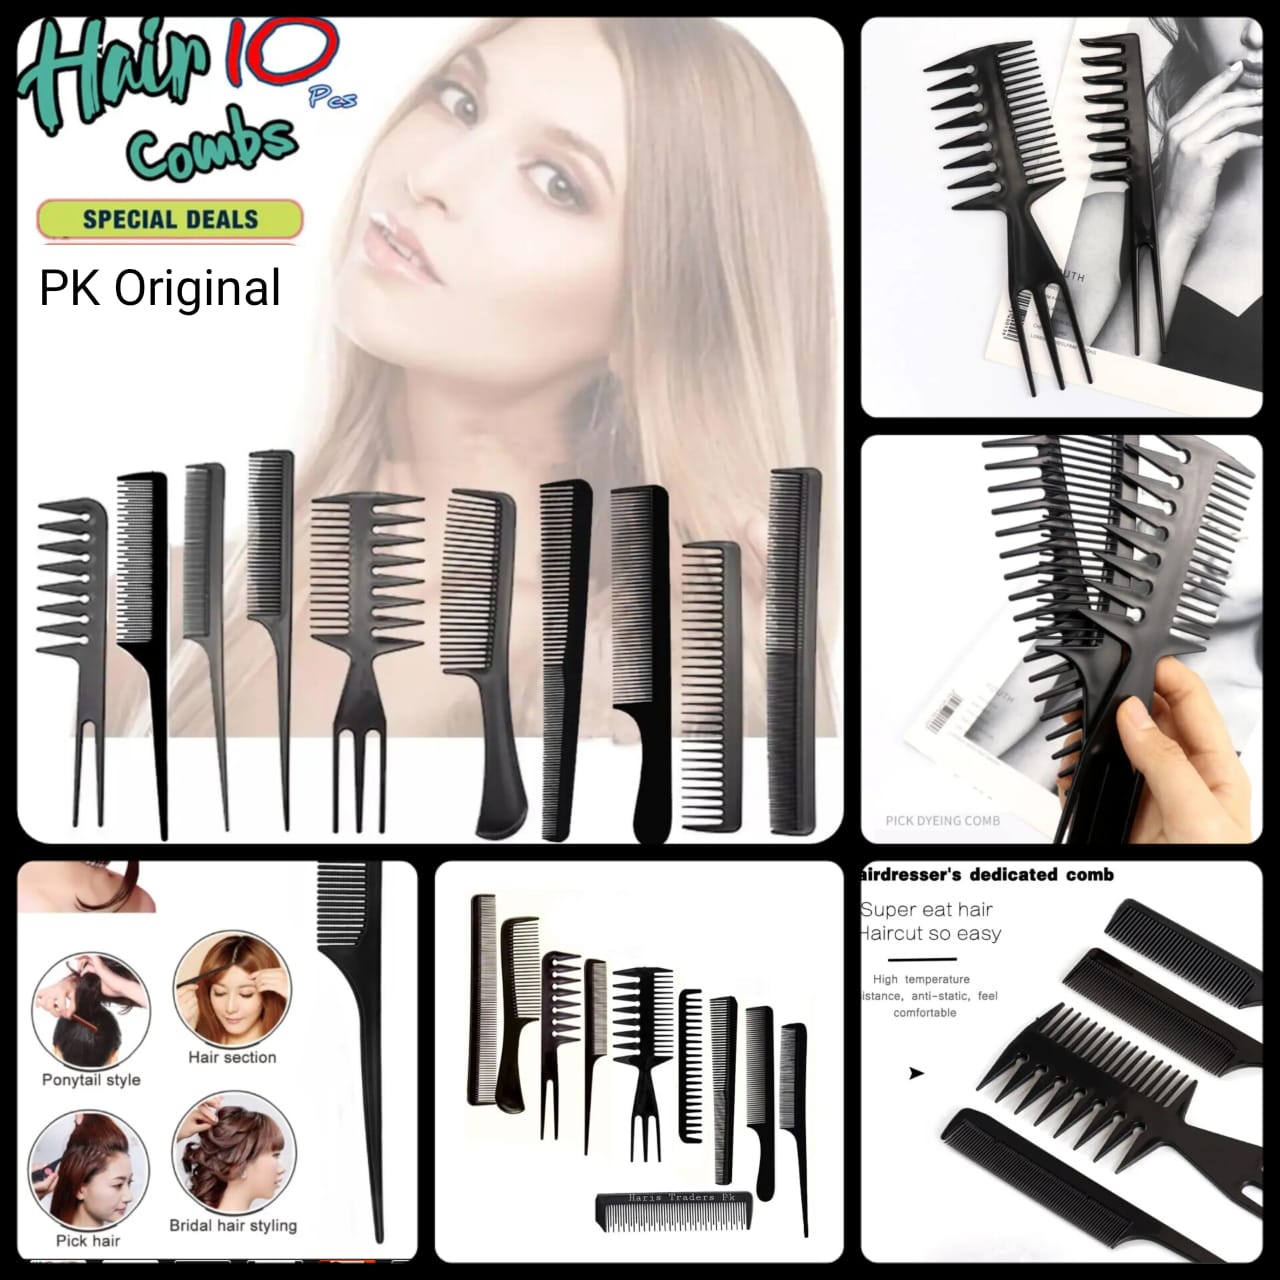 Hair 10
Pcs
Combs
SPECIAL DEALS
PK Original
YOUTH
PICK DYEING COMB
Ponytail style
Hair section
Pick hair
Bridal hair styling
Haris Traders Pk
airdresser's dedicated comb
Super eat hair
Haircut so easy
High temperature
istance, anti-static, feel
comfortable